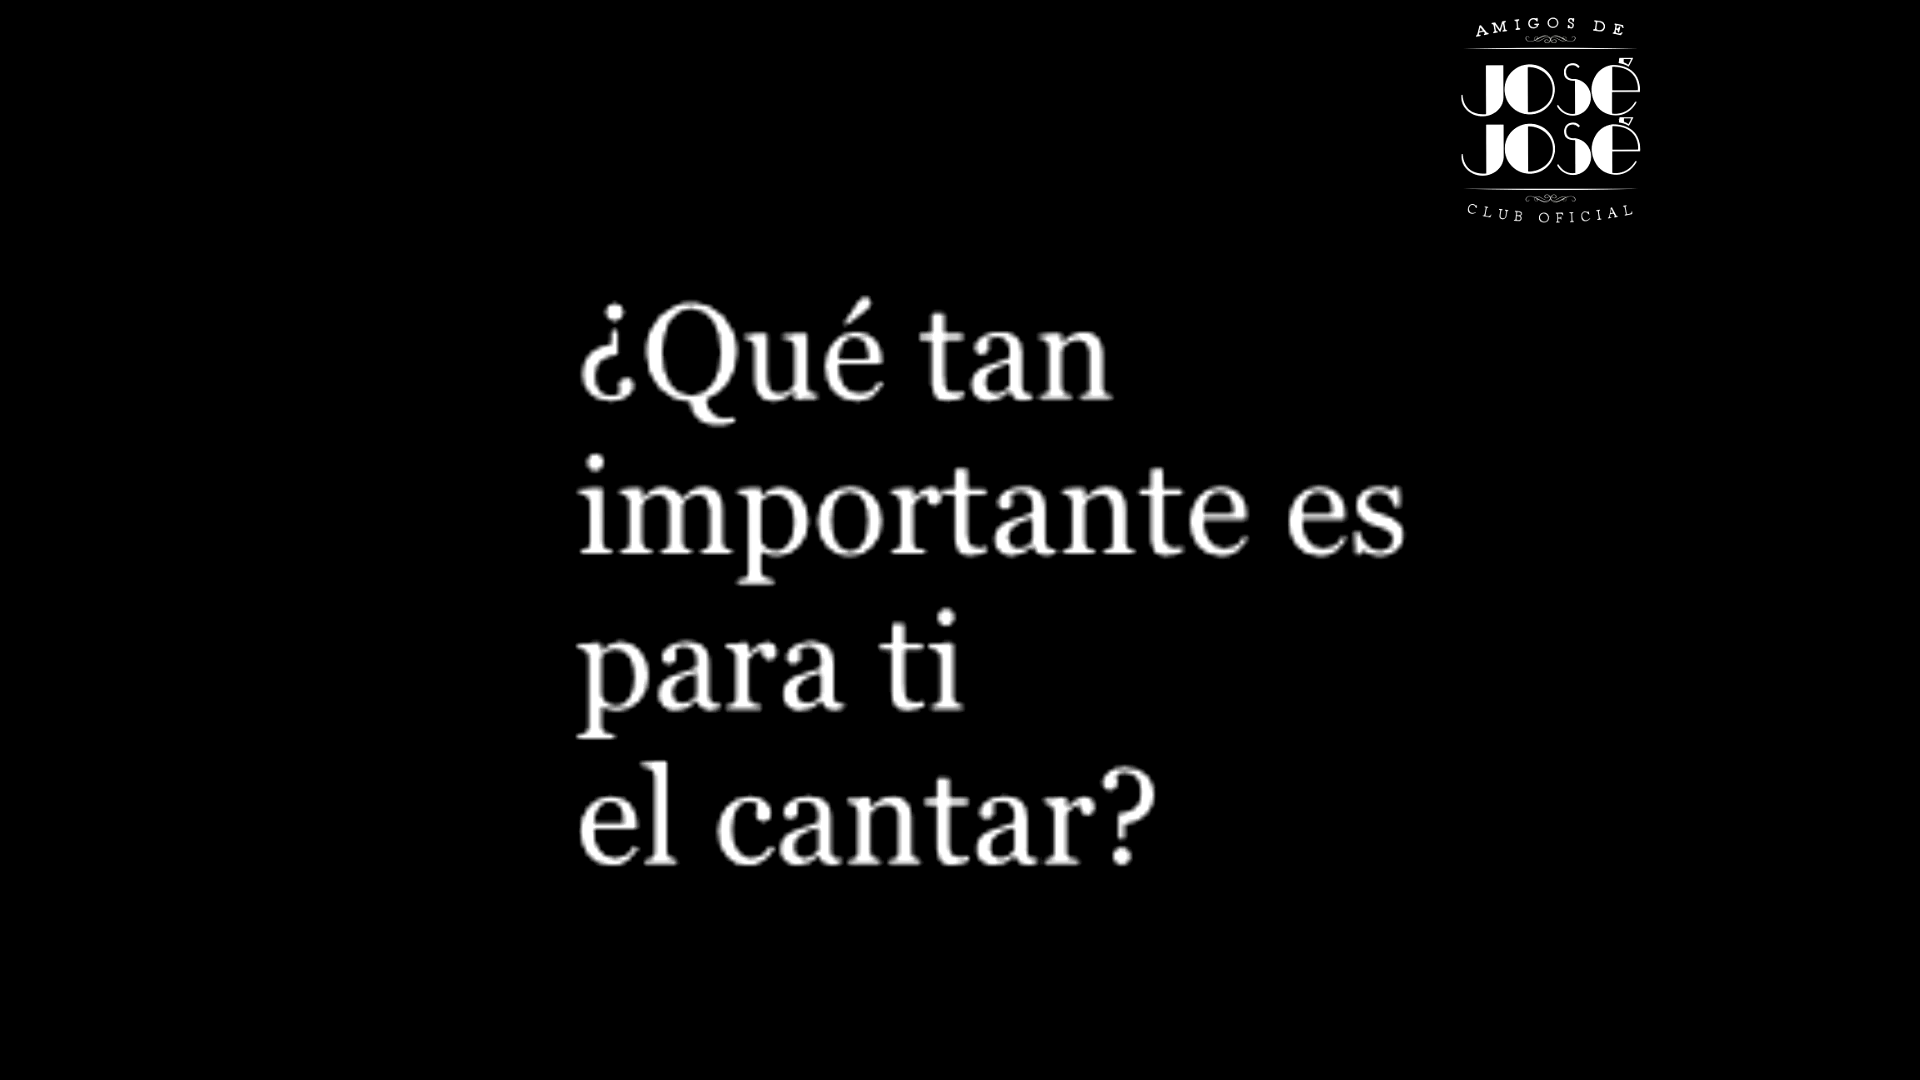 AMIGOS DE
JOSÉ
JOSÉ
CLUB OFICIAL
¿Qué tan
importante es
para ti
el cantar?